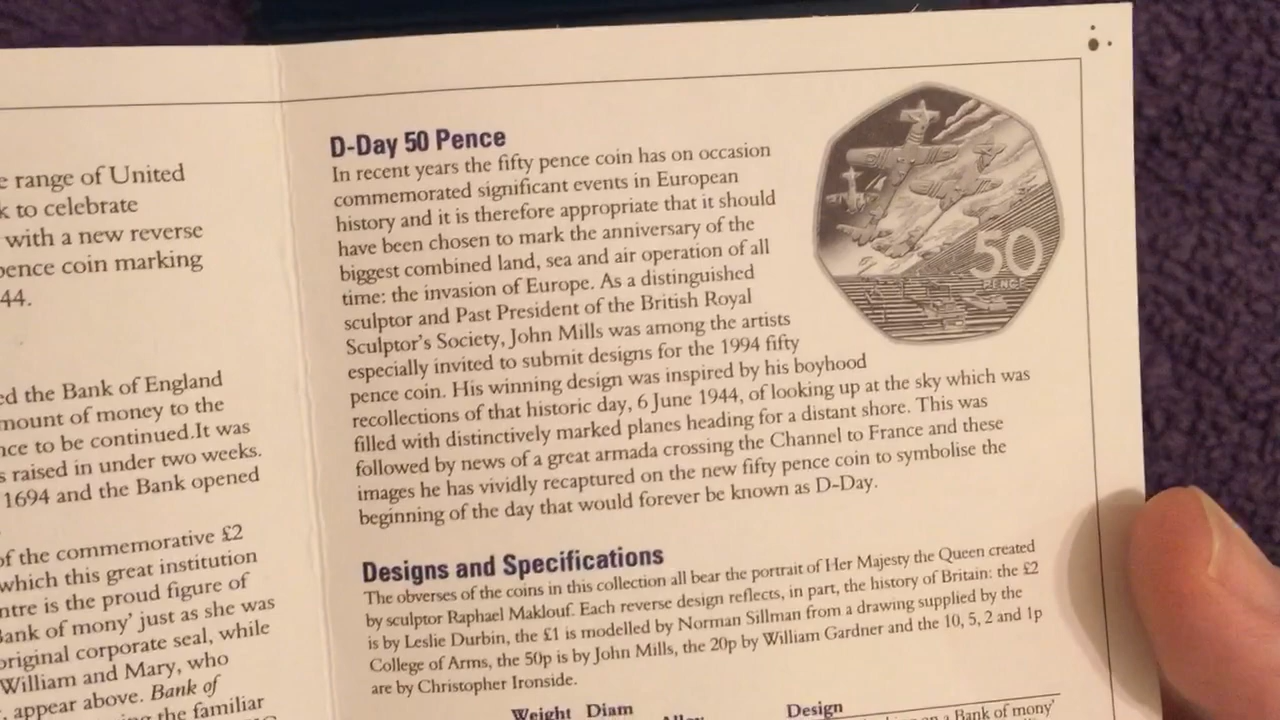 e range of United
k to celebrate
with a new reverse
pence coin marking
44.
ed the Bank of England
mount of money to the
nce to be continued.It was
s raised in under two weeks.
1694 and the Bank opened
of the commemorative £2
which this great institution
ntre is the proud figure of
Bank of mony' just as she was
original corporate seal, while
William and Mary, who
appear above. Bank of
the familiar
D-Day 50 Pence
In recent years the fifty pence coin has on occasion
commemorated significant events in European
history and it is therefore appropriate that it should
have been chosen to mark the anniversary of the
biggest combined land, sea and air operation of all
time: the invasion of Europe. As a distinguished
sculptor and Past President of the British Royal
Sculptor's Society, John Mills was among the artists
especially invited to submit designs for the 1994 fifty
pence coin. His winning design was inspired by his boyhood
recollections of that historic day, 6 June 1944, of looking up at the sky which was
filled with distinctively marked planes heading for a distant shore. This was
followed by news of a great armada crossing the Channel to France and these
images he has vividly recaptured on the new fifty pence coin to symbolise the
beginning of the day that would forever be known as D-Day.
50
PENCE
Designs and Specifications
The obverses of the coins in this collection all bear the portrait of Her Majesty the Queen created
by sculptor Raphael Maklouf. Each reverse design reflects, in part, the history of Britain: the £2
is by Leslie Durbin, the £1 is modelled by Norman Sillman from a drawing supplied by the
College of Arms, the 50p is by John Mills, the 20p by William Gardner and the 10, 5, 2 and 1p
are by Christopher Ironside.
Weight Diam Alloy Design
on a Bank of mony'